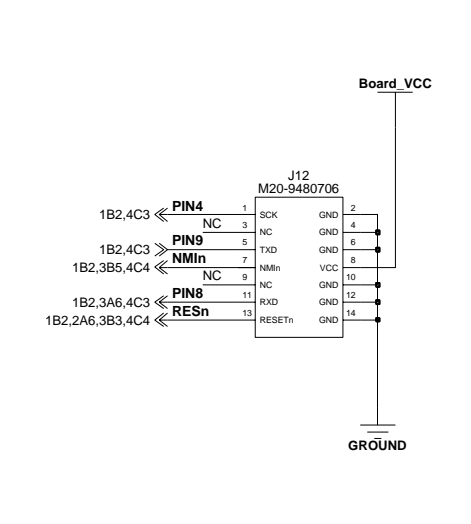 Board_VCC
J12
M20-9480706
1B2,4C3 PIN4 1 SCK GND 2
NC 3 NC GND 4
1B2,4C3 PIN9 5 TXD GND 6
1B2,3B5,4C4 NMIn 7 NMIn VCC 8
NC 9 NC GND 10
1B2,3A6,4C3 PIN8 11 RXD GND 12
1B2,2A6,3B3,4C4 RESn 13 RESETn GND 14
GROUND